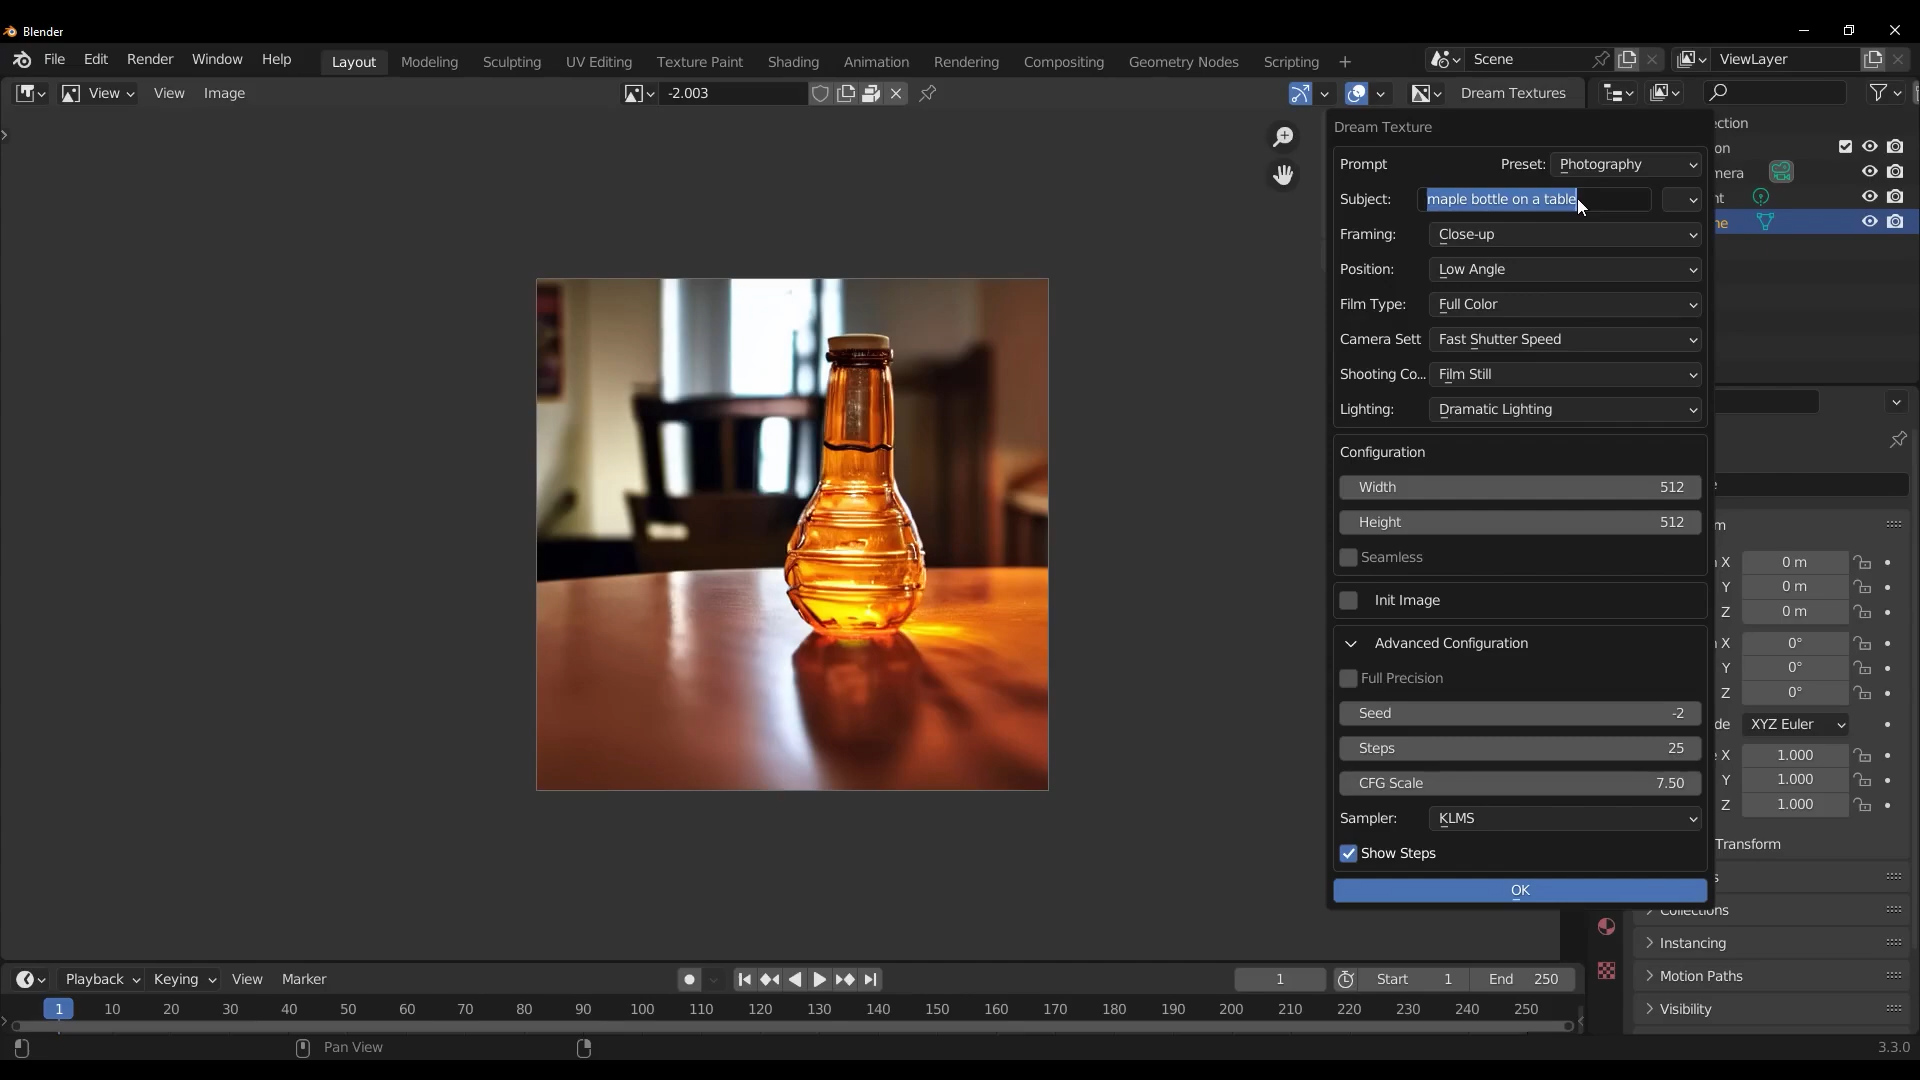 Blender
File Edit Render Window Help Layout Modeling Sculpting UV Editing Texture Paint Shading Animation Rendering Compositing Geometry Nodes Scripting + Scene ViewLayer
View View Image -2.003 Dream Textures
Dream Texture
ection
Prompt Preset: Photography
on
mera
Subject: maple bottle on a table
nt
ne
Framing: Close-up
Position: Low Angle
Film Type: Full Color
Camera Sett Fast Shutter Speed
Shooting Co... Film Still
Lighting: Dramatic Lighting
Configuration
Width 512
e
Height 512
m
Seamless
X 0 m
Y 0 m
Init Image
Z 0 m
Advanced Configuration
X 0°
Y 0°
Full Precision
Z 0°
Seed -2
de XYZ Euler
Steps 25
e X 1.000
CFG Scale 7.50
Y 1.000
Z 1.000
Sampler: KLMS
Transform
Show Steps
s
OK
Collections
Instancing
Motion Paths
Visibility
Playback Keying View Marker 1 Start 1 End 250
1 10 20 30 40 50 60 70 80 90 100 110 120 130 140 150 160 170 180 190 200 210 220 230 240 250
Pan View 3.3.0